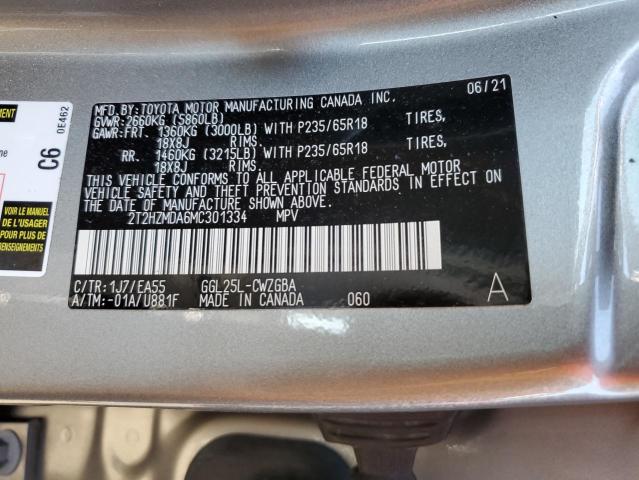 MFD.BY:TOYOTA MOTOR MANUFACTURING CANADA INC. 06/21
GVWR:2660KG (5860LB)
GAWR:FRT. 1360KG (3000LB) WITH P235/65R18 TIRES,
18X8J RIMS.
RR. 1460KG (3215LB) WITH P235/65R18 TIRES,
18X8J RIMS.
THIS VEHICLE CONFORMS TO ALL APPLICABLE FEDERAL MOTOR
VEHICLE SAFETY AND THEFT PREVENTION STANDARDS IN EFFECT ON
THE DATE OF MANUFACTURE SHOWN ABOVE.
2T2HZMDA6MC301334 MPV
C/TR:1J7/EA55 GGL25L-CWZGBA
A/TM:-01A/U881F MADE IN CANADA 060 A
C6
0E462
VOIR LE MANUEL
DE L'USAGER
POUR PLUS DE